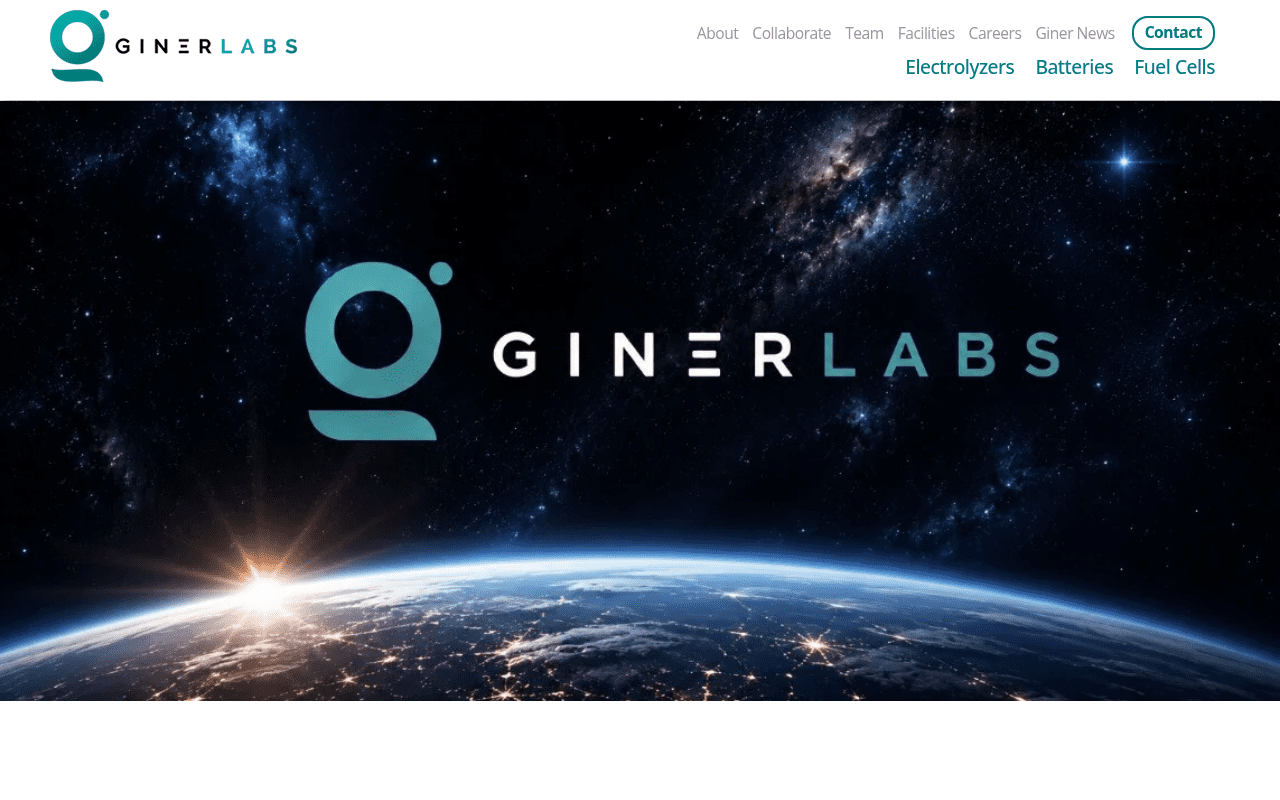 GINERLABS
About Collaborate Team Facilities Careers Giner News Contact
Electrolyzers Batteries Fuel Cells
GINERLABS